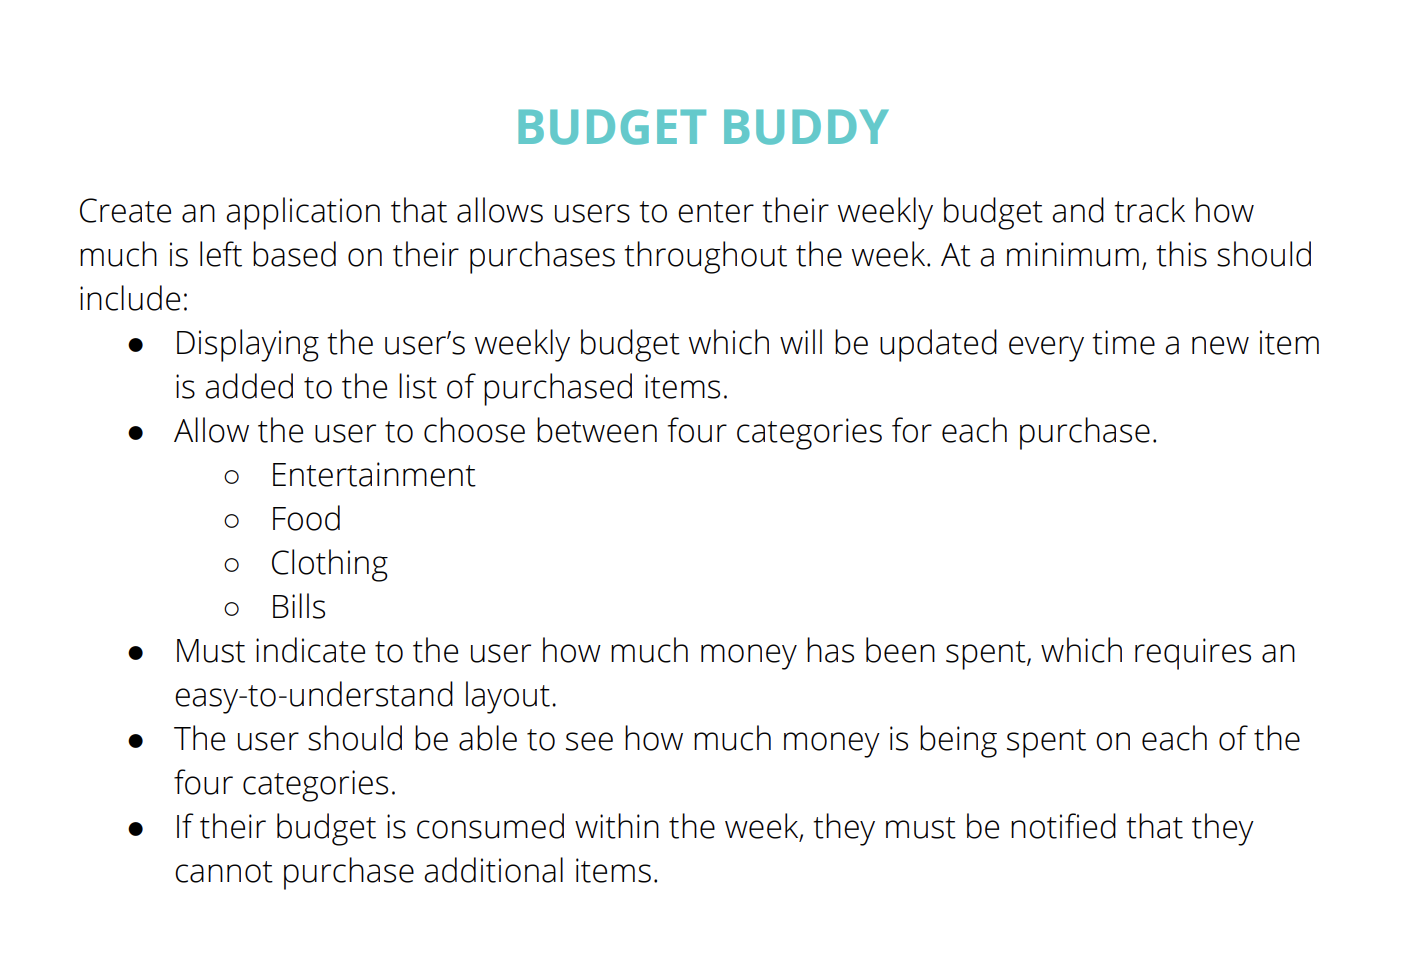 BUDGET BUDDY
Create an application that allows users to enter their weekly budget and track how
much is left based on their purchases throughout the week. At a minimum, this should
include:
● Displaying the user’s weekly budget which will be updated every time a new item
is added to the list of purchased items.
● Allow the user to choose between four categories for each purchase.
○ Entertainment
○ Food
○ Clothing
○ Bills
● Must indicate to the user how much money has been spent, which requires an
easy-to-understand layout.
● The user should be able to see how much money is being spent on each of the
four categories.
● If their budget is consumed within the week, they must be notified that they
cannot purchase additional items.